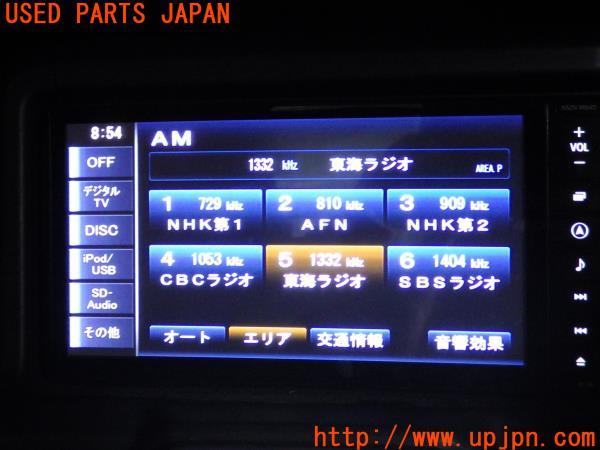 USED PARTS JAPAN
8:54
AM
OFF
1332 kHz 東海ラジオ AREA P
デジタル
TV
1 729 kHz
NHK第1
2 810 kHz
AFN
3 909 kHz
NHK第2
DISC
iPod/
USB
4 1053 kHz
CBCラジオ
5 1332 kHz
東海ラジオ
6 1404 kHz
SBSラジオ
SD-
Audio
その他
オート
エリア
交通情報
音響効果
+
VOL
−
http://www.upjpn.com